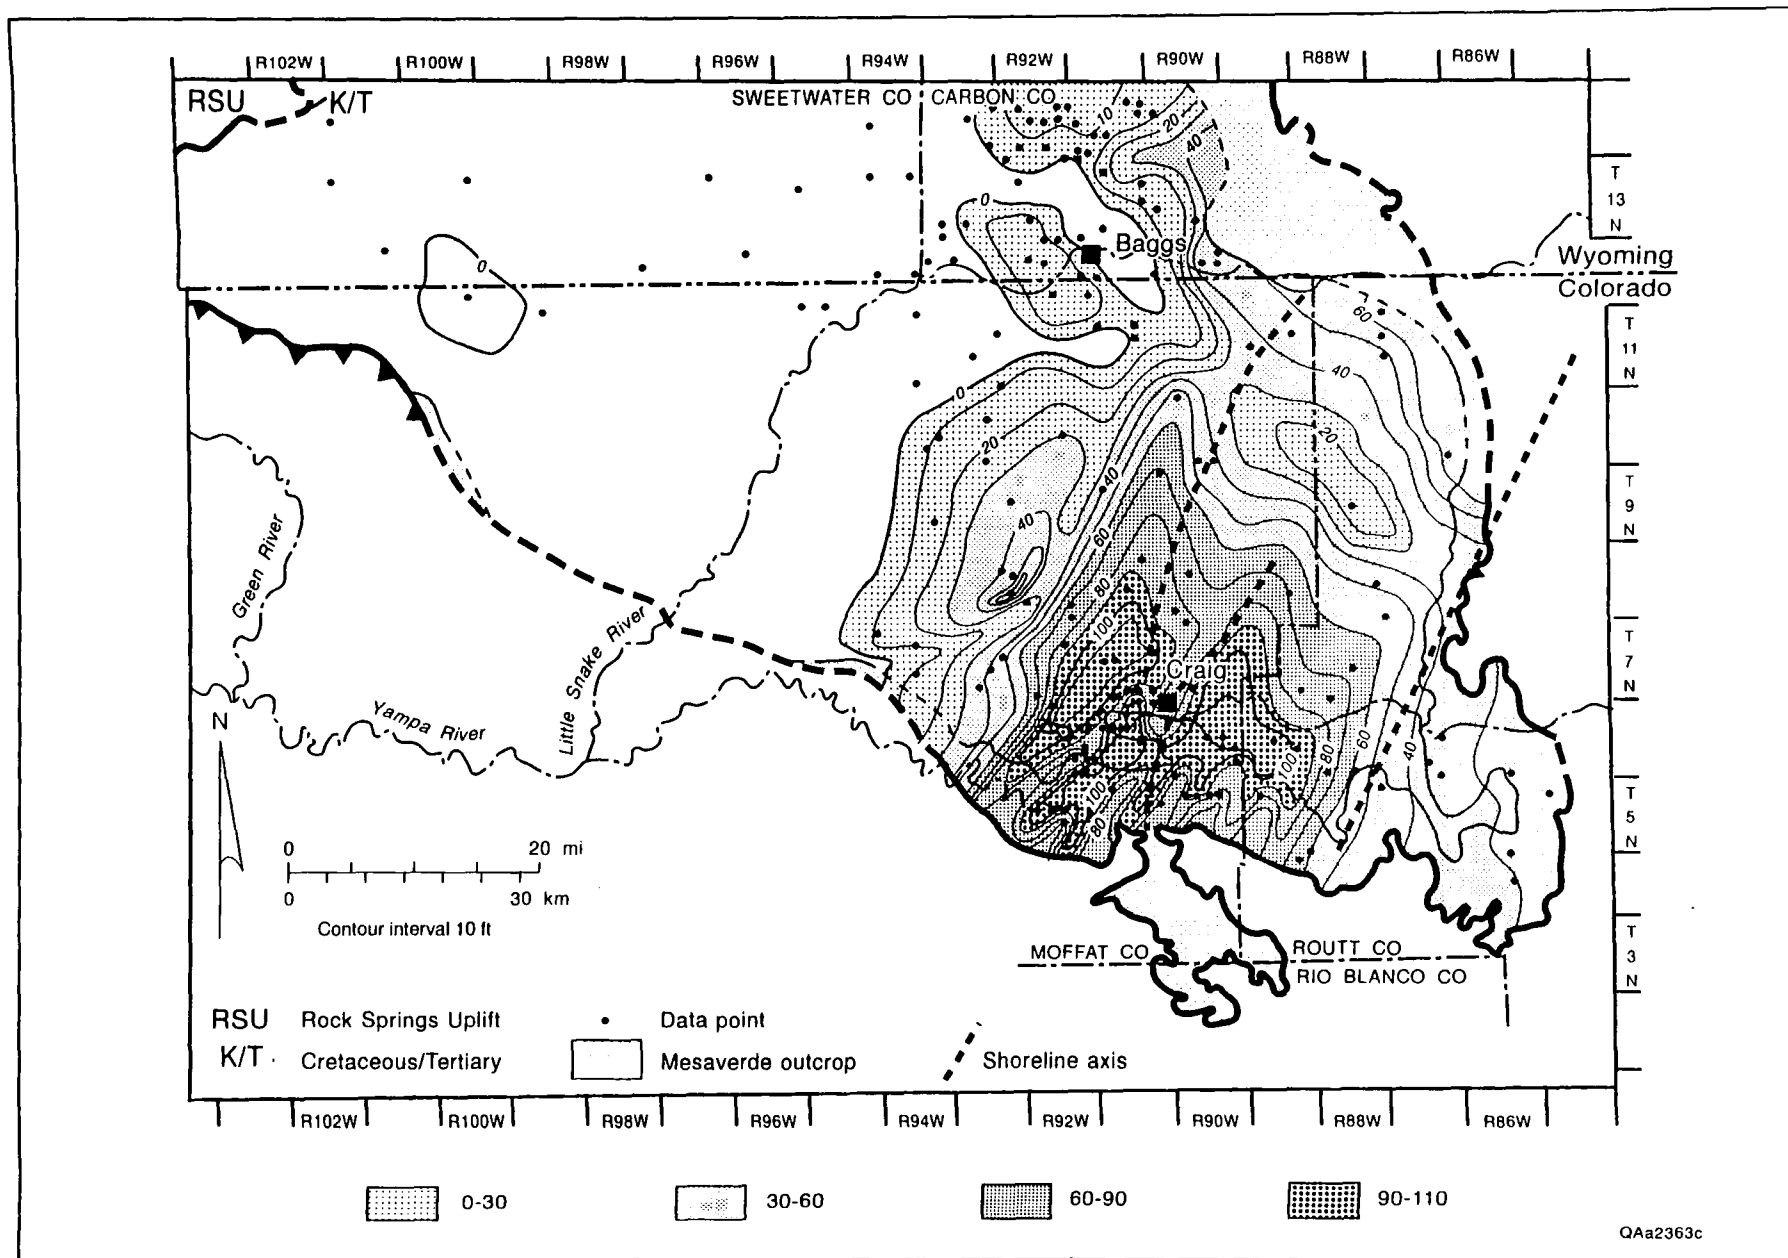 R102W R100W R98W R96W R94W R92W R90W R88W R86W
RSU K/T SWEETWATER CO CARBON CO
10
20
40
T
13
N
0
Baggs
0
Wyoming
Colorado
60
T
11
N
40
0
20
20
40
T
9
N
40
60
Green River
80
100
Little Snake River
Craig
T
7
N
N
Yampa River
60
40
80
100
100
80
T
5
N
0 20 mi
0 30 km
Contour interval 10 ft
MOFFAT CO ROUTT CO
RIO BLANCO CO
T
3
N
RSU Rock Springs Uplift Data point
K/T Cretaceous/Tertiary Mesaverde outcrop Shoreline axis
R102W R100W R98W R96W R94W R92W R90W R88W R86W
0-30 30-60 60-90 90-110
QAa2363c